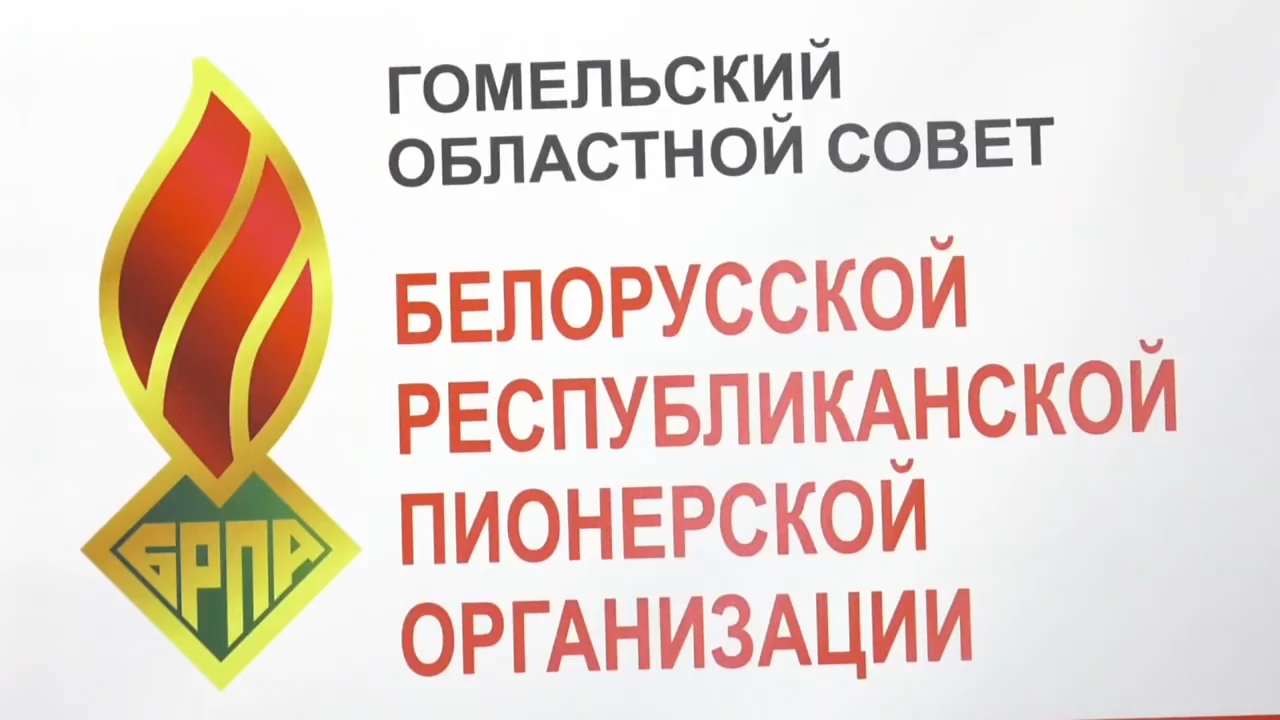 ГОМЕЛЬСКИЙ
ОБЛАСТНОЙ СОВЕТ
БЕЛОРУССКОЙ
РЕСПУБЛИКАНСКОЙ
ПИОНЕРСКОЙ
ОРГАНИЗАЦИИ
БРПА